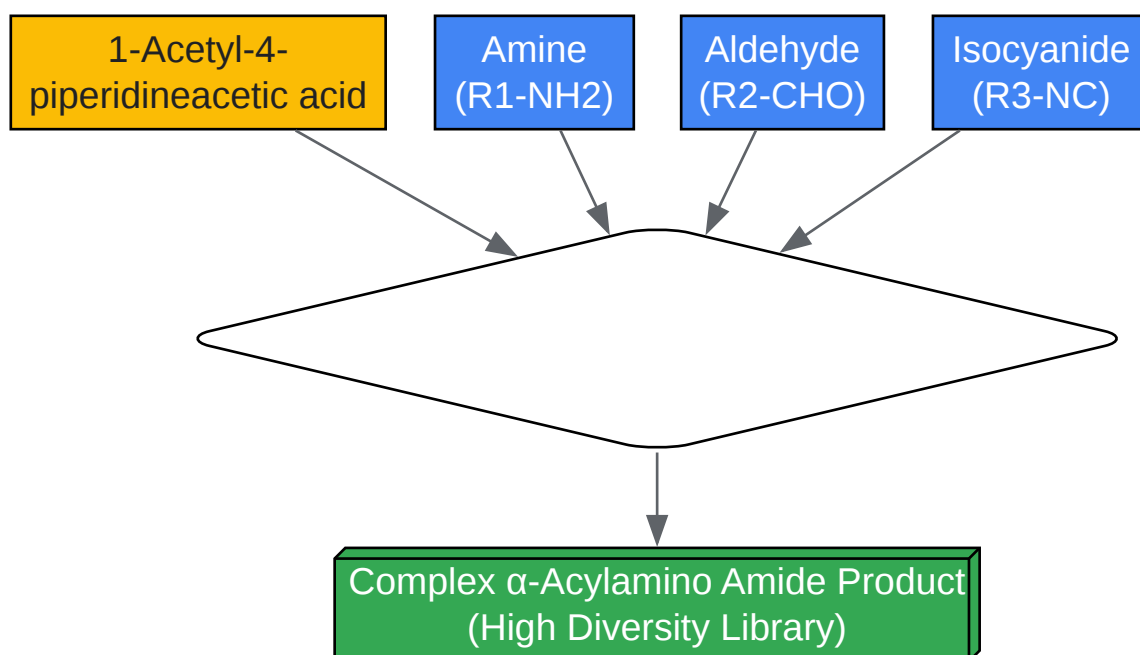 1-Acetyl-4-
piperidineacetic acid
Amine
(R1-NH2)
Aldehyde
(R2-CHO)
Isocyanide
(R3-NC)
Complex α-Acylamino Amide Product
(High Diversity Library)